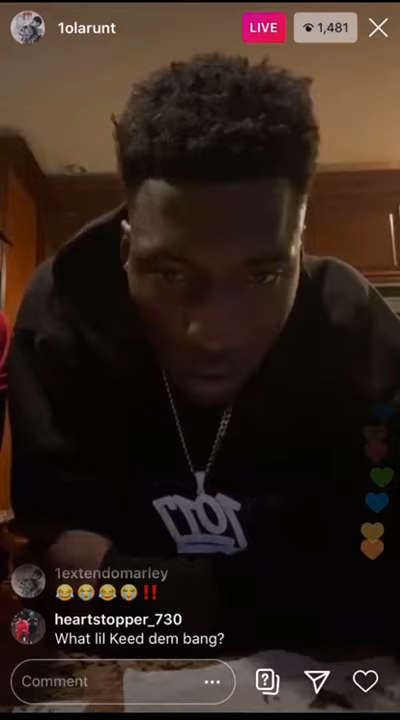 1olarunt
LIVE
1,481
1extendomarley
😂😭😂😭‼️
heartstopper_730
What lil Keed dem bang?
Comment